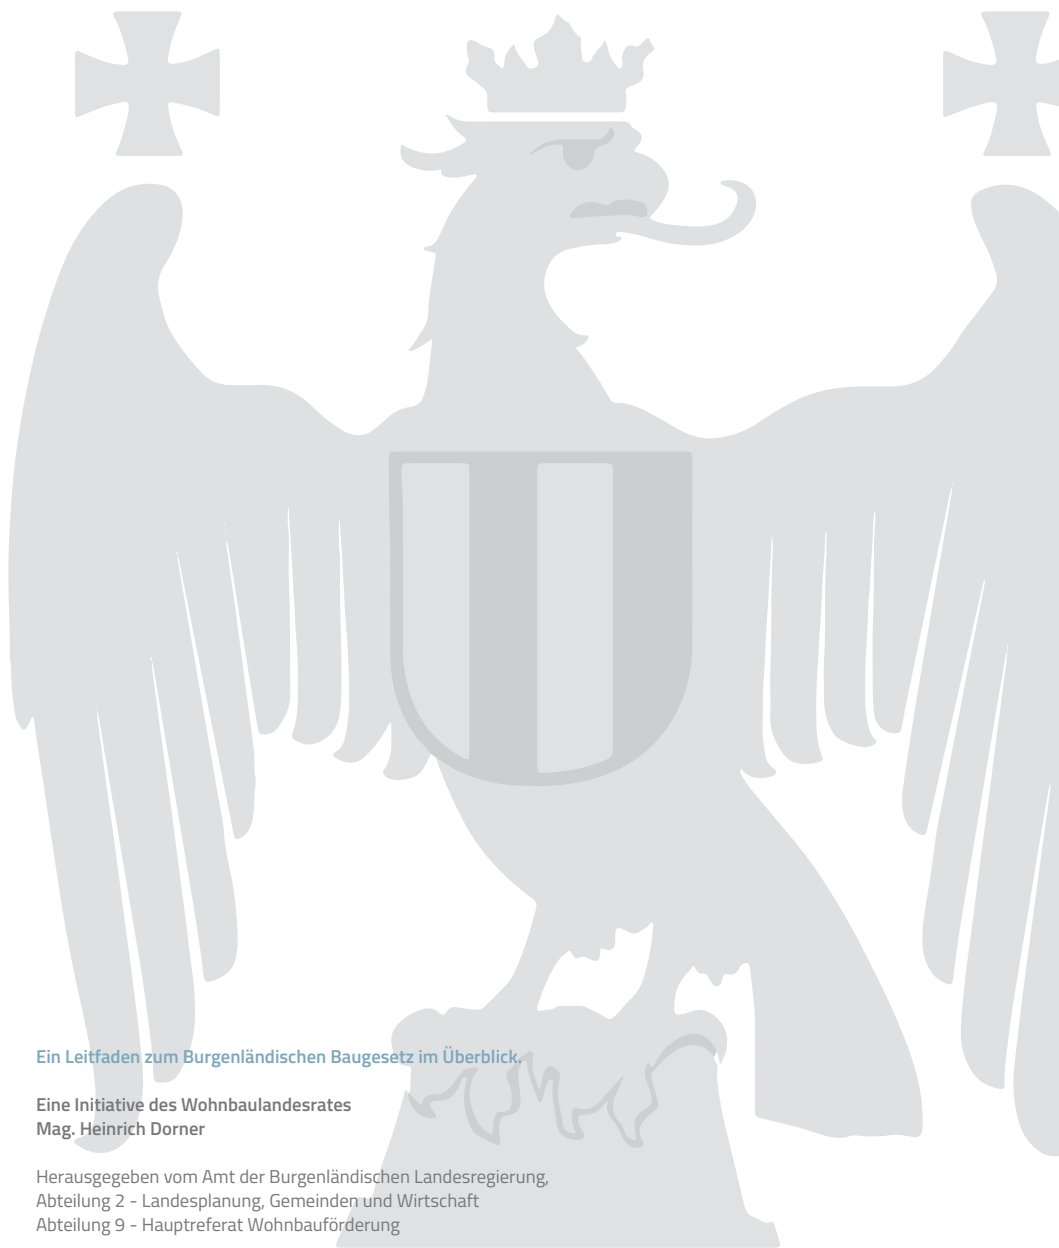 Ein Leitfaden zum Burgenländischen Baugesetz im Überblick.
Eine Initiative des Wohnbaulandesrates
Mag. Heinrich Dorner
Herausgegeben vom Amt der Burgenländischen Landesregierung,
Abteilung 2 - Landesplanung, Gemeinden und Wirtschaft
Abteilung 9 - Hauptreferat Wohnbauförderung